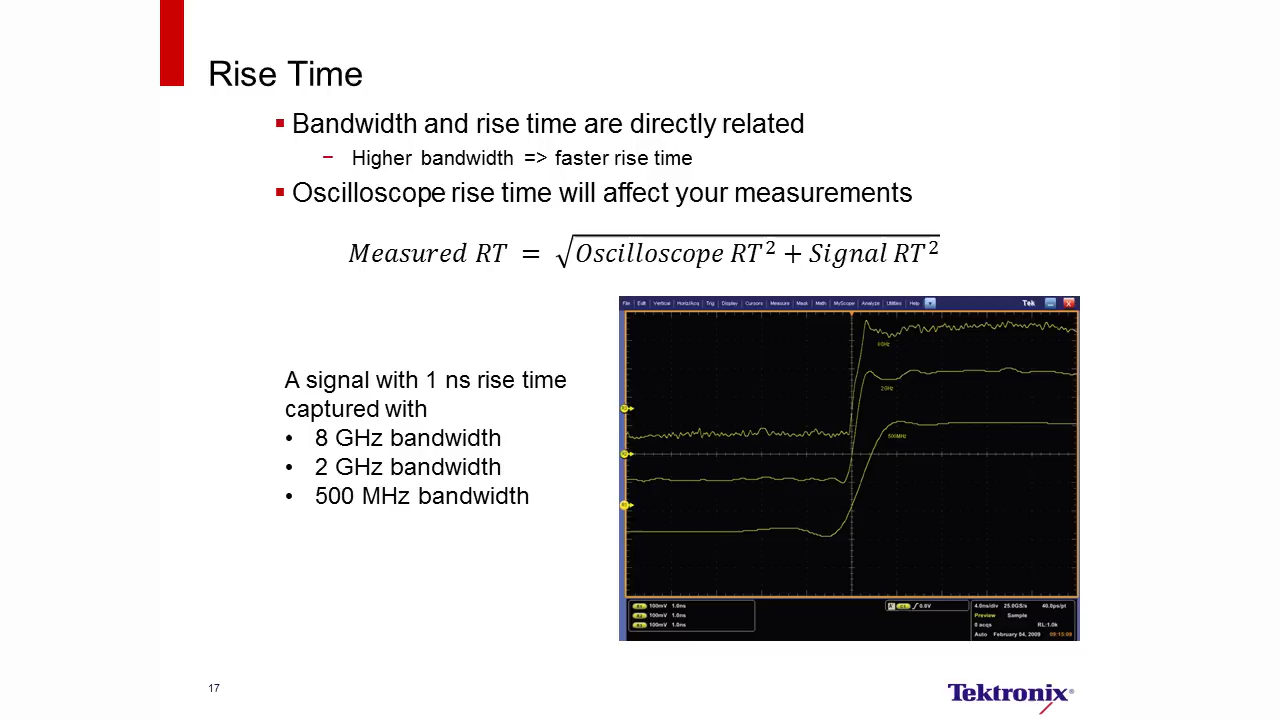 Rise Time
▪ Bandwidth and rise time are directly related
− Higher bandwidth => faster rise time
▪ Oscilloscope rise time will affect your measurements
Measured RT = √Oscilloscope RT² + Signal RT²
File Edit Vertical Horiz/Acq Trig Display Cursors Measure Mask Math MyScope Analyze Utilities Help Tek
8GHz
2GHz
500MHz
A signal with 1 ns rise time
captured with
• 8 GHz bandwidth
• 2 GHz bandwidth
• 500 MHz bandwidth
100mV 1.0ns
100mV 1.0ns
100mV 1.0ns
0.0V
4.0ns/div 25.0GS/s 40.0ps/pt
Preview Sample
0 acqs RL:1.0k
Auto February 04, 2009
17
Tektronix®